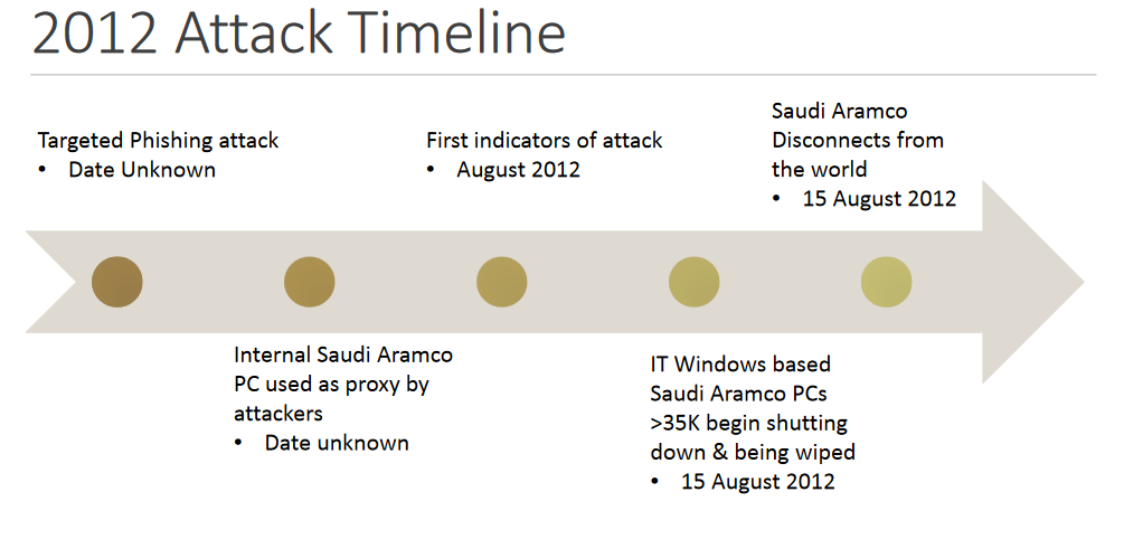 2012 Attack Timeline
Targeted Phishing attack
• Date Unknown
Internal Saudi Aramco
PC used as proxy by
attackers
• Date unknown
First indicators of attack
• August 2012
IT Windows based
Saudi Aramco PCs
>35K begin shutting
down & being wiped
• 15 August 2012
Saudi Aramco
Disconnects from
the world
• 15 August 2012